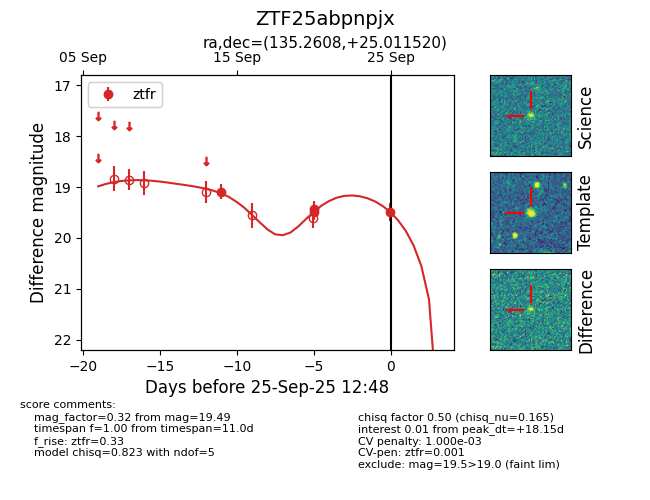 ZTF25abpnpjx
ra,dec=(135.2608,+25.011520)
05 Sep
15 Sep
25 Sep
ztfr
17
18
19
20
21
22
Difference magnitude
−20
−15
−10
−5
0
Days before 25-Sep-25 12:48
Science
Template
Difference
score comments:
mag_factor=0.32 from mag=19.49
timespan f=1.00 from timespan=11.0d
f_rise: ztfr=0.33
model chisq=0.823 with ndof=5
chisq factor 0.50 (chisq_nu=0.165)
interest 0.01 from peak_dt=+18.15d
CV penalty: 1.000e-03
CV-pen: ztfr=0.001
exclude: mag=19.5>19.0 (faint lim)